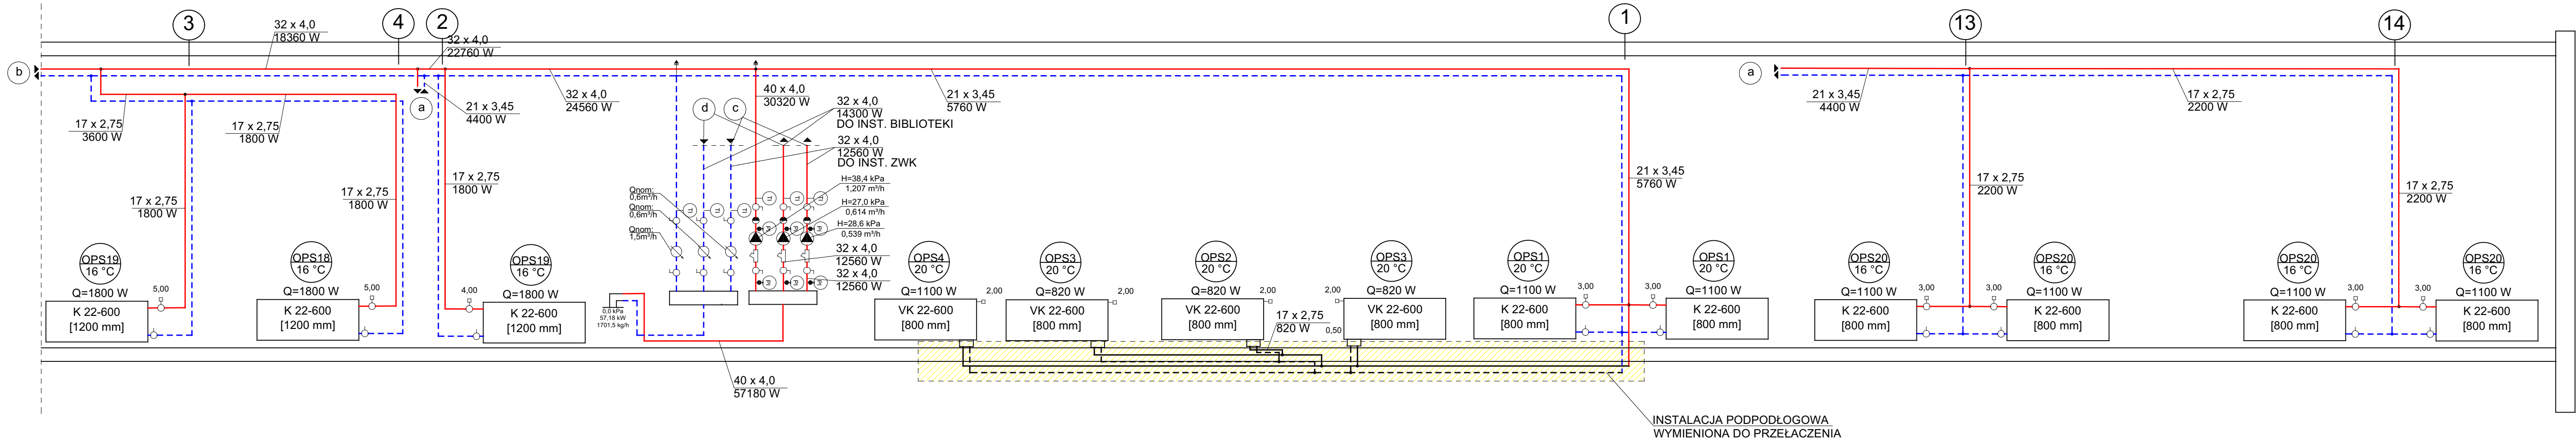 3
4
2
1
13
14
32 x 4,0
18360 W
32 x 4,0
22760 W
b
a
a
32 x 4,0
24560 W
40 x 4,0
30320 W
21 x 3,45
5760 W
21 x 3,45
4400 W
17 x 2,75
2200 W
17 x 2,75
3600 W
17 x 2,75
1800 W
21 x 3,45
4400 W
d
c
32 x 4,0
14300 W
DO INST. BIBLIOTEKI
32 x 4,0
12560 W
DO INST. ZWK
17 x 2,75
1800 W
17 x 2,75
1800 W
17 x 2,75
1800 W
21 x 3,45
5760 W
17 x 2,75
2200 W
17 x 2,75
2200 W
Qnom:
0,6m³/h
Qnom:
0,6m³/h
Qnom:
1,5m³/h
TI
TI
TI
TI
TI
TI
PI
PI
PI
PI
PI
PI
H=38,4 kPa
1,207 m³/h
H=27,0 kPa
0,614 m³/h
H=28,6 kPa
0,539 m³/h
32 x 4,0
12560 W
32 x 4,0
12560 W
OPS19
16 °C
Q=1800 W
5,00
K 22-600
[1200 mm]
OPS18
16 °C
Q=1800 W
5,00
K 22-600
[1200 mm]
OPS19
16 °C
Q=1800 W
4,00
K 22-600
[1200 mm]
0,0 kPa
57,18 kW
1701,5 kg/h
40 x 4,0
57180 W
OPS4
20 °C
Q=1100 W
2,00
VK 22-600
[800 mm]
OPS3
20 °C
Q=820 W
2,00
VK 22-600
[800 mm]
OPS2
20 °C
Q=820 W
2,00
VK 22-600
[800 mm]
17 x 2,75
820 W
OPS3
20 °C
Q=820 W
2,00
0,50
VK 22-600
[800 mm]
OPS1
20 °C
Q=1100 W
3,00
K 22-600
[800 mm]
OPS1
20 °C
Q=1100 W
3,00
K 22-600
[800 mm]
OPS20
16 °C
Q=1100 W
3,00
K 22-600
[800 mm]
OPS20
16 °C
Q=1100 W
3,00
K 22-600
[800 mm]
OPS20
16 °C
Q=1100 W
3,00
K 22-600
[800 mm]
OPS20
16 °C
Q=1100 W
3,00
K 22-600
[800 mm]
INSTALACJA PODPODŁOGOWA
WYMIENIONA DO PRZEŁACZENIA